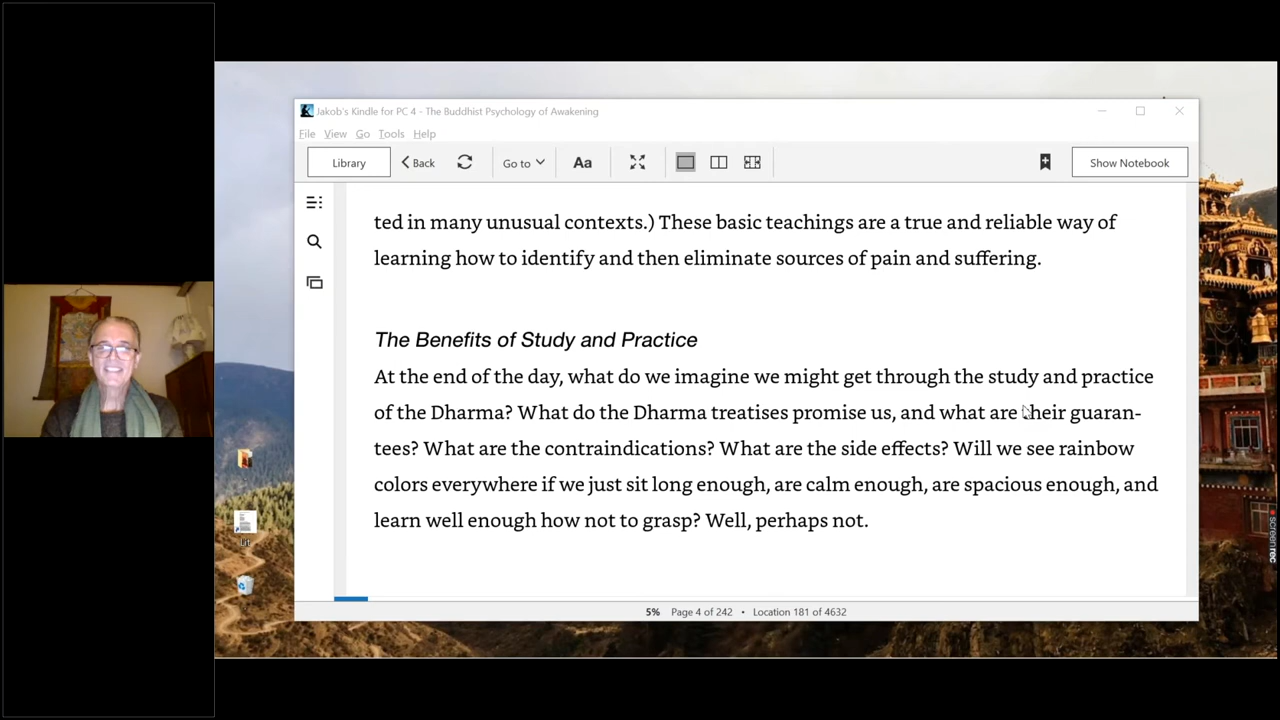 Jakob's Kindle for PC 4 - The Buddhist Psychology of Awakening
File View Go Tools Help
Library Back Go to Aa Show Notebook
ted in many unusual contexts.) These basic teachings are a true and reliable way of
learning how to identify and then eliminate sources of pain and suffering.
The Benefits of Study and Practice
At the end of the day, what do we imagine we might get through the study and practice
of the Dharma? What do the Dharma treatises promise us, and what are their guaran-
tees? What are the contraindications? What are the side effects? Will we see rainbow
colors everywhere if we just sit long enough, are calm enough, are spacious enough, and
learn well enough how not to grasp? Well, perhaps not.
Lit
5% Page 4 of 242 • Location 181 of 4632
screenrec